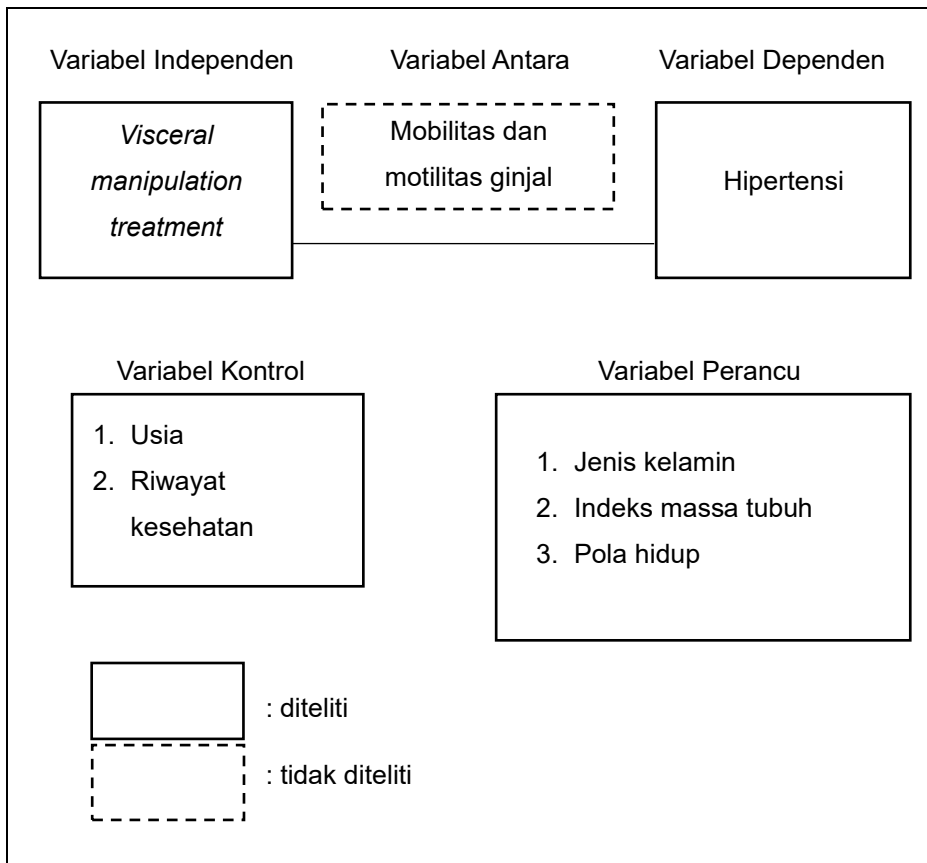 Variabel Independen
Variabel Antara
Variabel Dependen
Visceral
manipulation
treatment
Mobilitas dan
motilitas ginjal
Hipertensi
Variabel Kontrol
1. Usia
2. Riwayat
kesehatan
Variabel Perancu
1. Jenis kelamin
2. Indeks massa tubuh
3. Pola hidup
: diteliti
: tidak diteliti